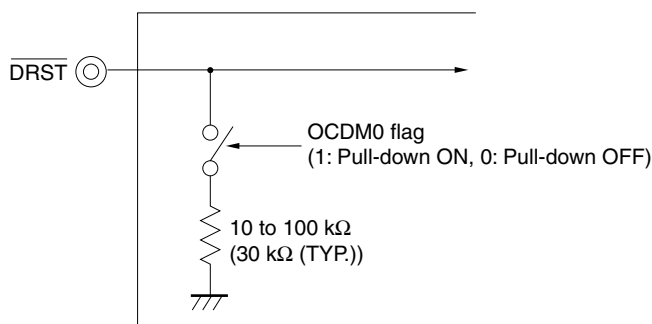 DRST
OCDM0 flag
(1: Pull-down ON, 0: Pull-down OFF)
10 to 100 kΩ
(30 kΩ (TYP.))